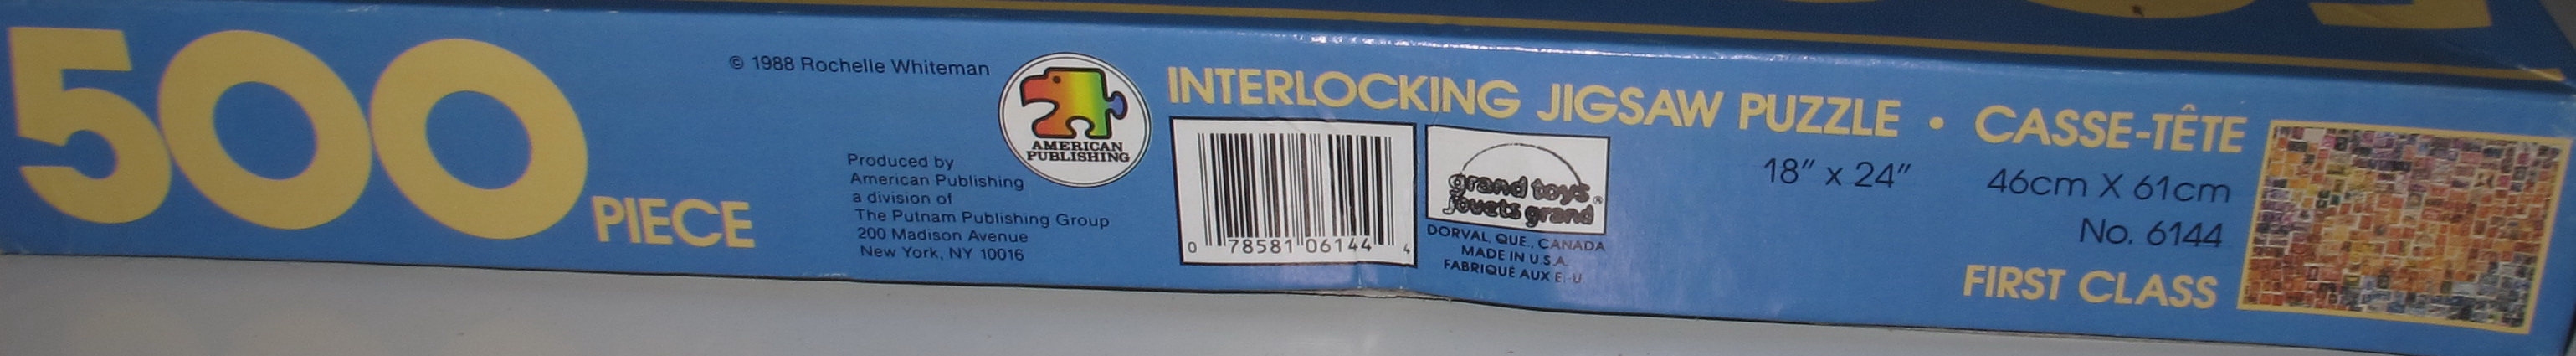 500 PIECE
© 1988 Rochelle Whiteman
AMERICAN
PUBLISHING
Produced by
American Publishing
a division of
The Putnam Publishing Group
200 Madison Avenue
New York, NY 10016
INTERLOCKING JIGSAW PUZZLE • CASSE-TÊTE
0 78581 06144 4
grand toys®
jouets grand
DORVAL, QUE., CANADA
MADE IN U.S.A.
FABRIQUÉ AUX E.-U.
18" x 24"
46cm X 61cm
No. 6144
FIRST CLASS